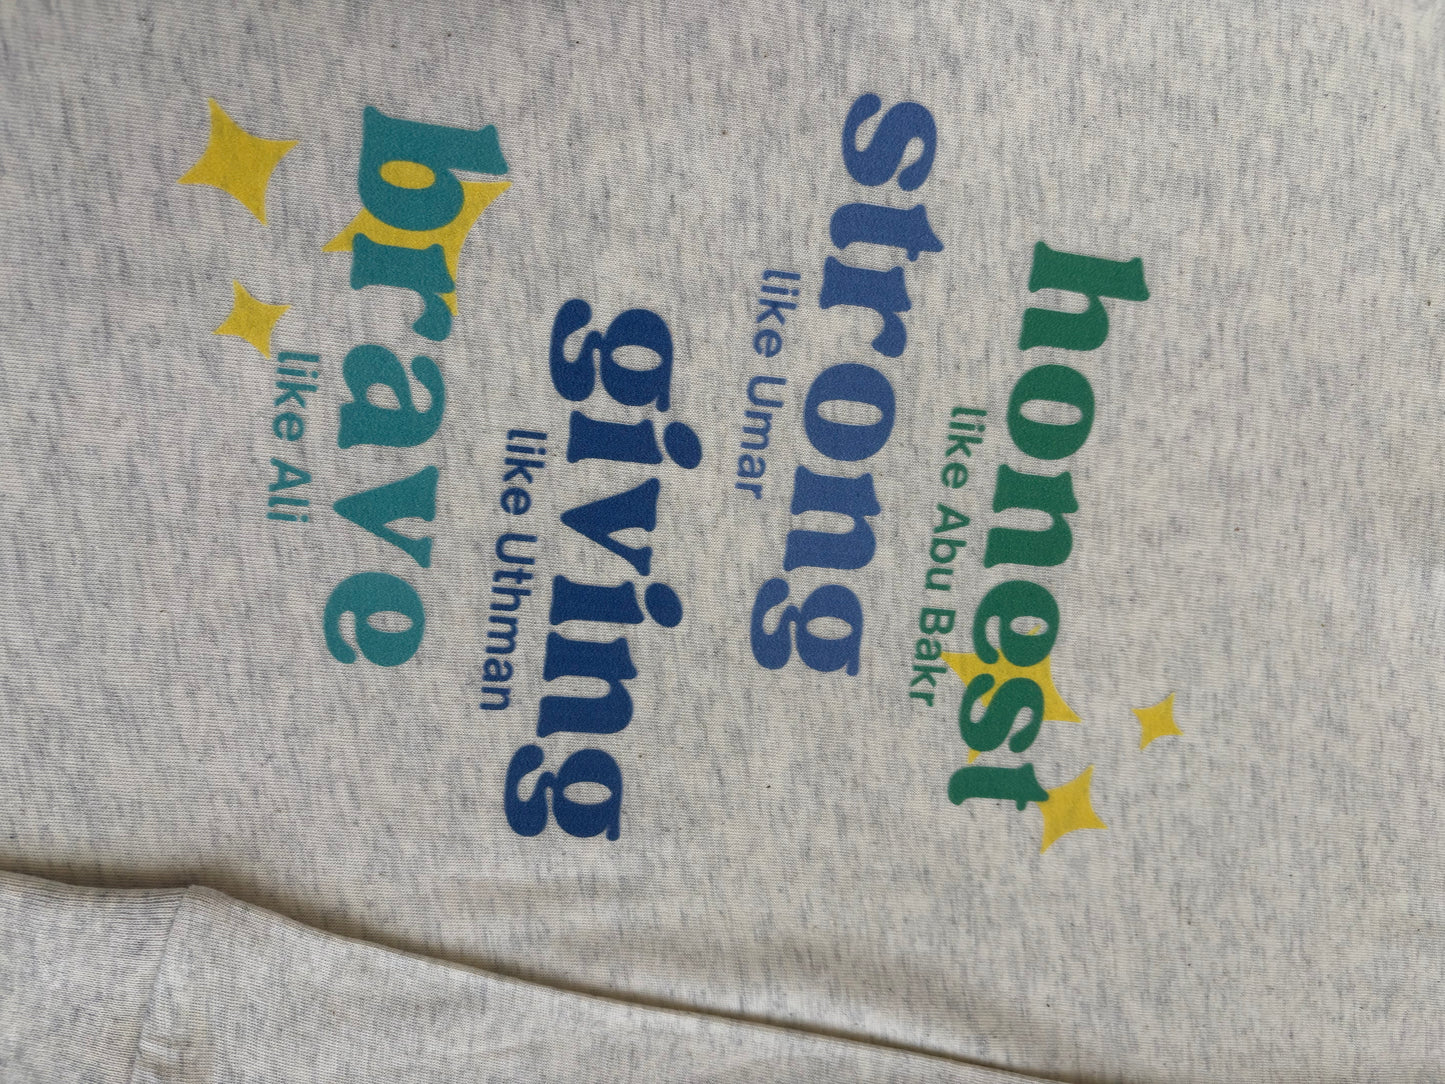 honest
like Abu Bakr
strong
like Umar
giving
like Uthman
brave
like Ali